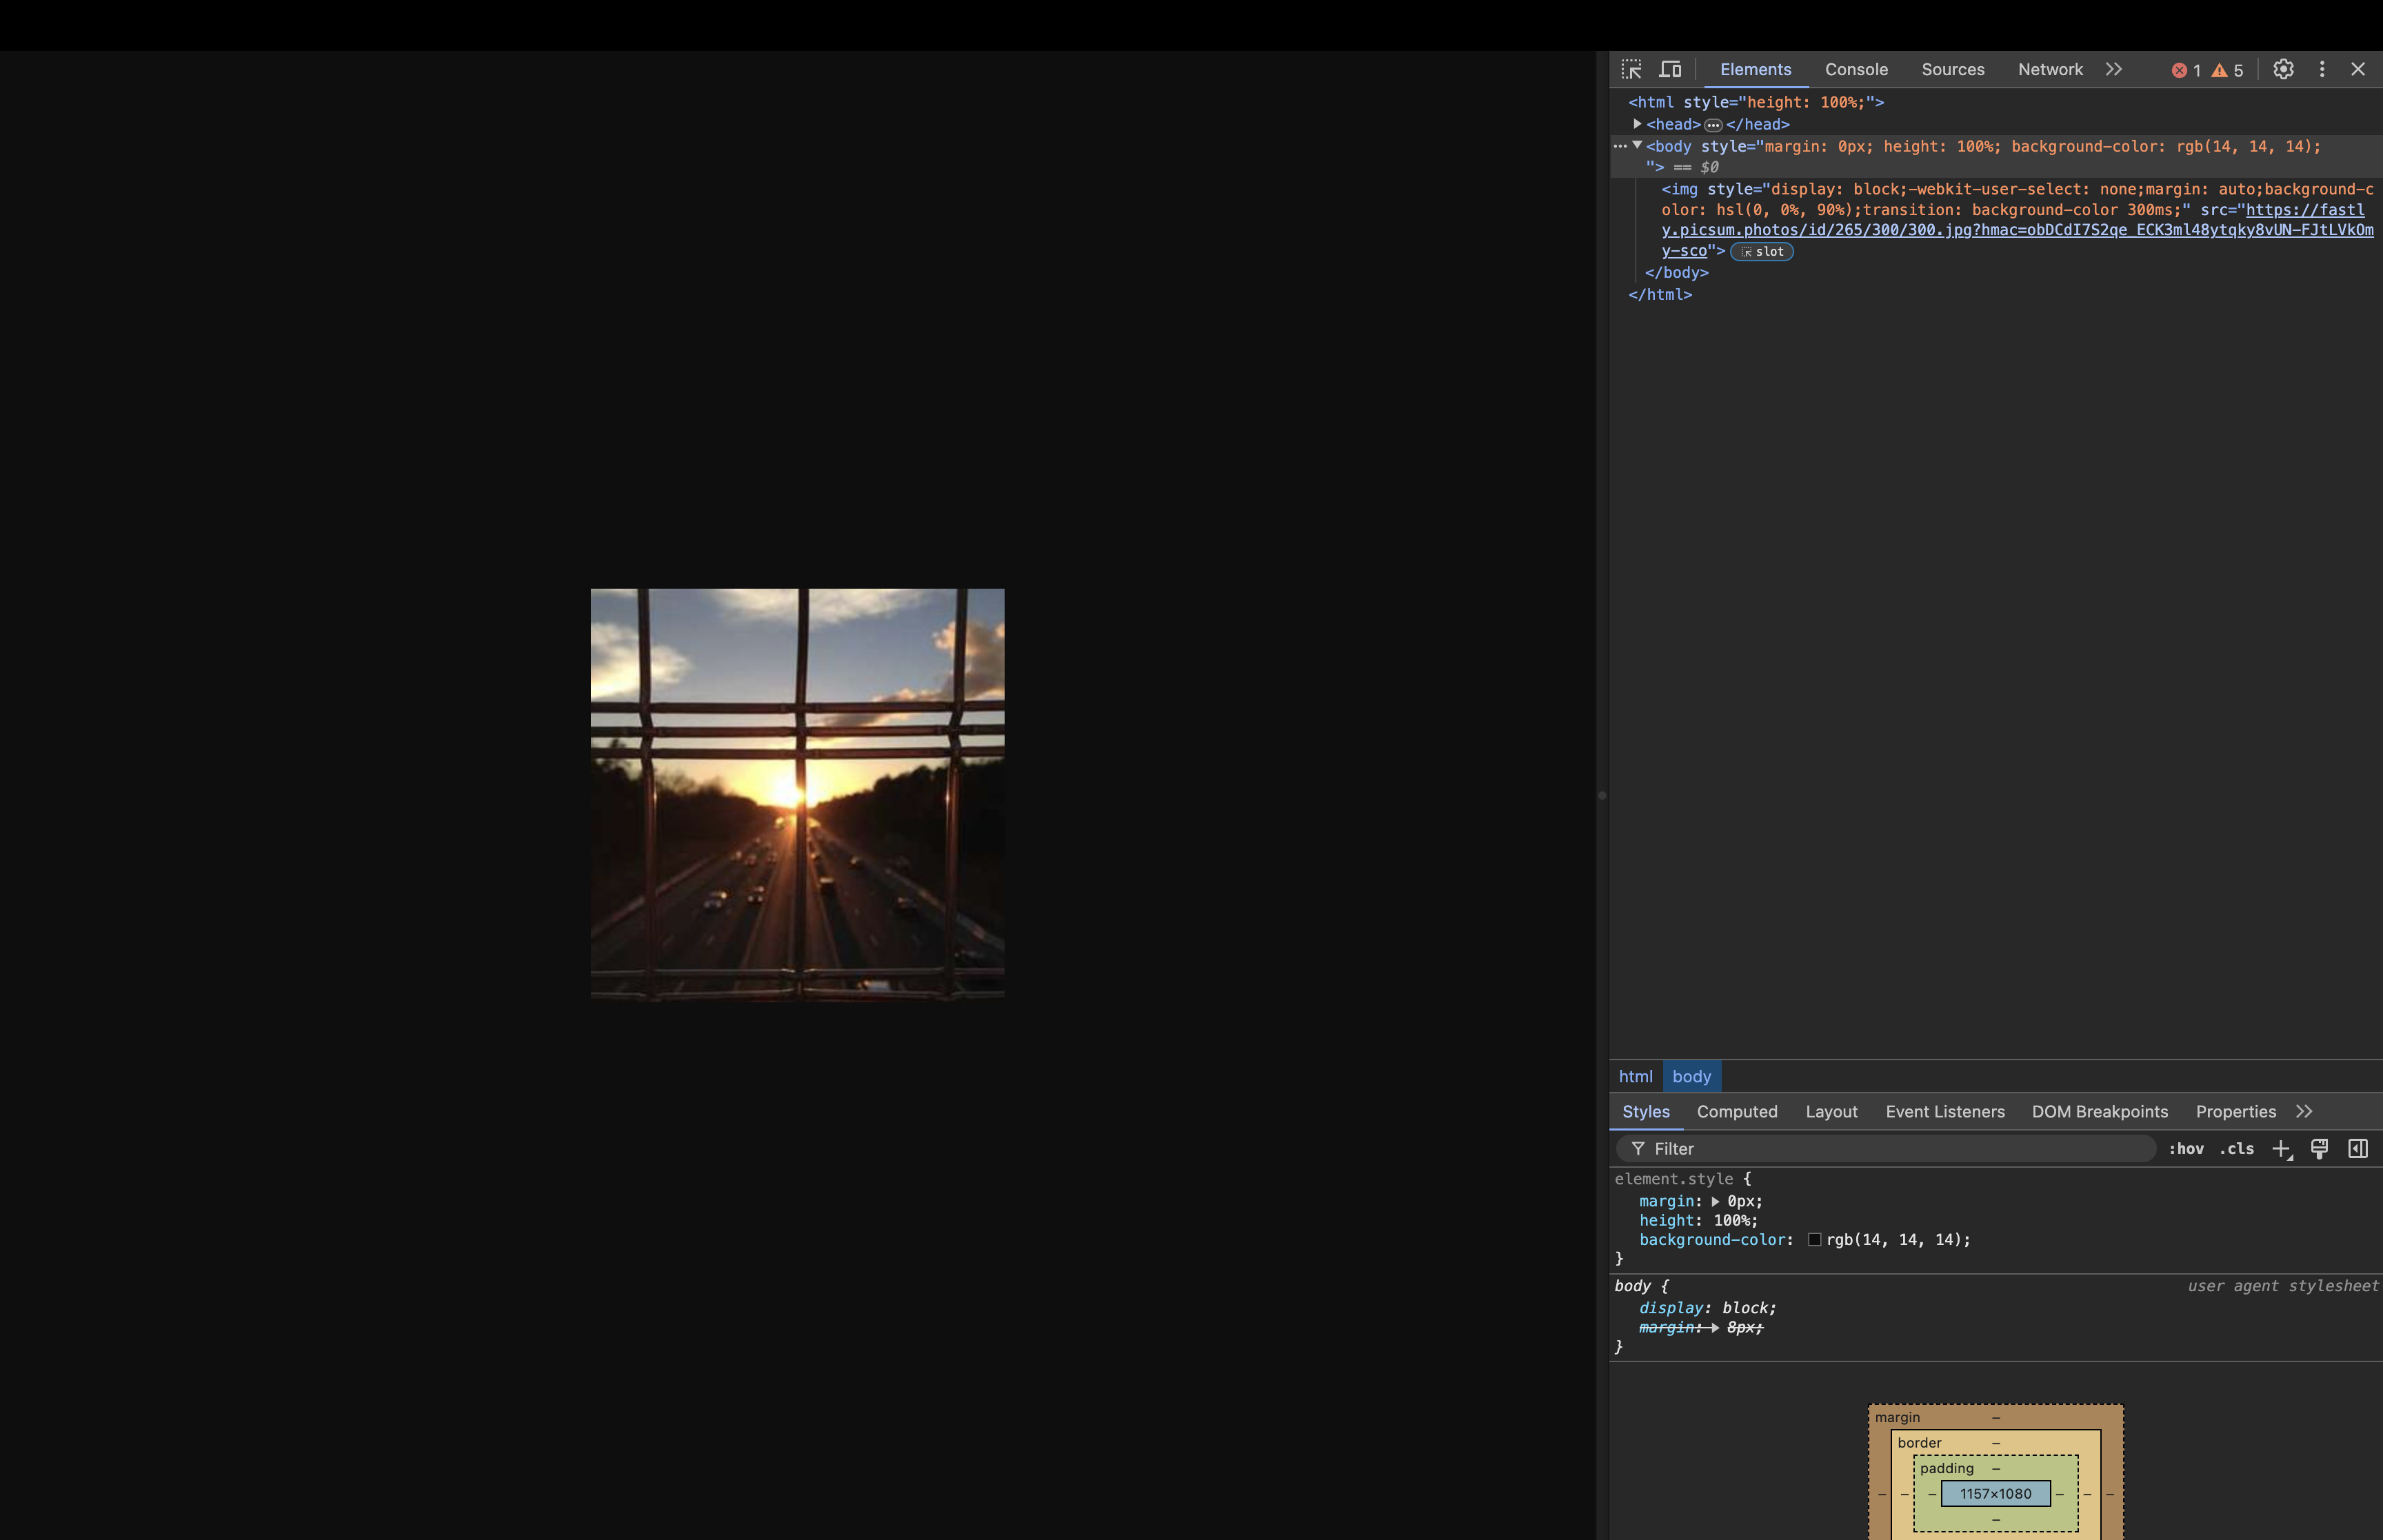 Elements Console Sources Network 1 5
<html style="height: 100%;">
<head> </head>
<body style="margin: 0px; height: 100%; background-color: rgb(14, 14, 14);
"> == $0
<img style="display: block;-webkit-user-select: none;margin: auto;background-c
olor: hsl(0, 0%, 90%);transition: background-color 300ms;" src="https://fastl
y.picsum.photos/id/265/300/300.jpg?hmac=obDCdI7S2qe_ECK3ml48ytqky8vUN-FJtLVkOm
y-sco"> slot
</body>
</html>
html body
Styles Computed Layout Event Listeners DOM Breakpoints Properties
Filter :hov .cls
element.style {
margin: 0px;
height: 100%;
background-color: rgb(14, 14, 14);
}
body { user agent stylesheet
display: block;
margin: 8px;
}
margin –
border –
padding –
– – – 1157×1080 – – –
–